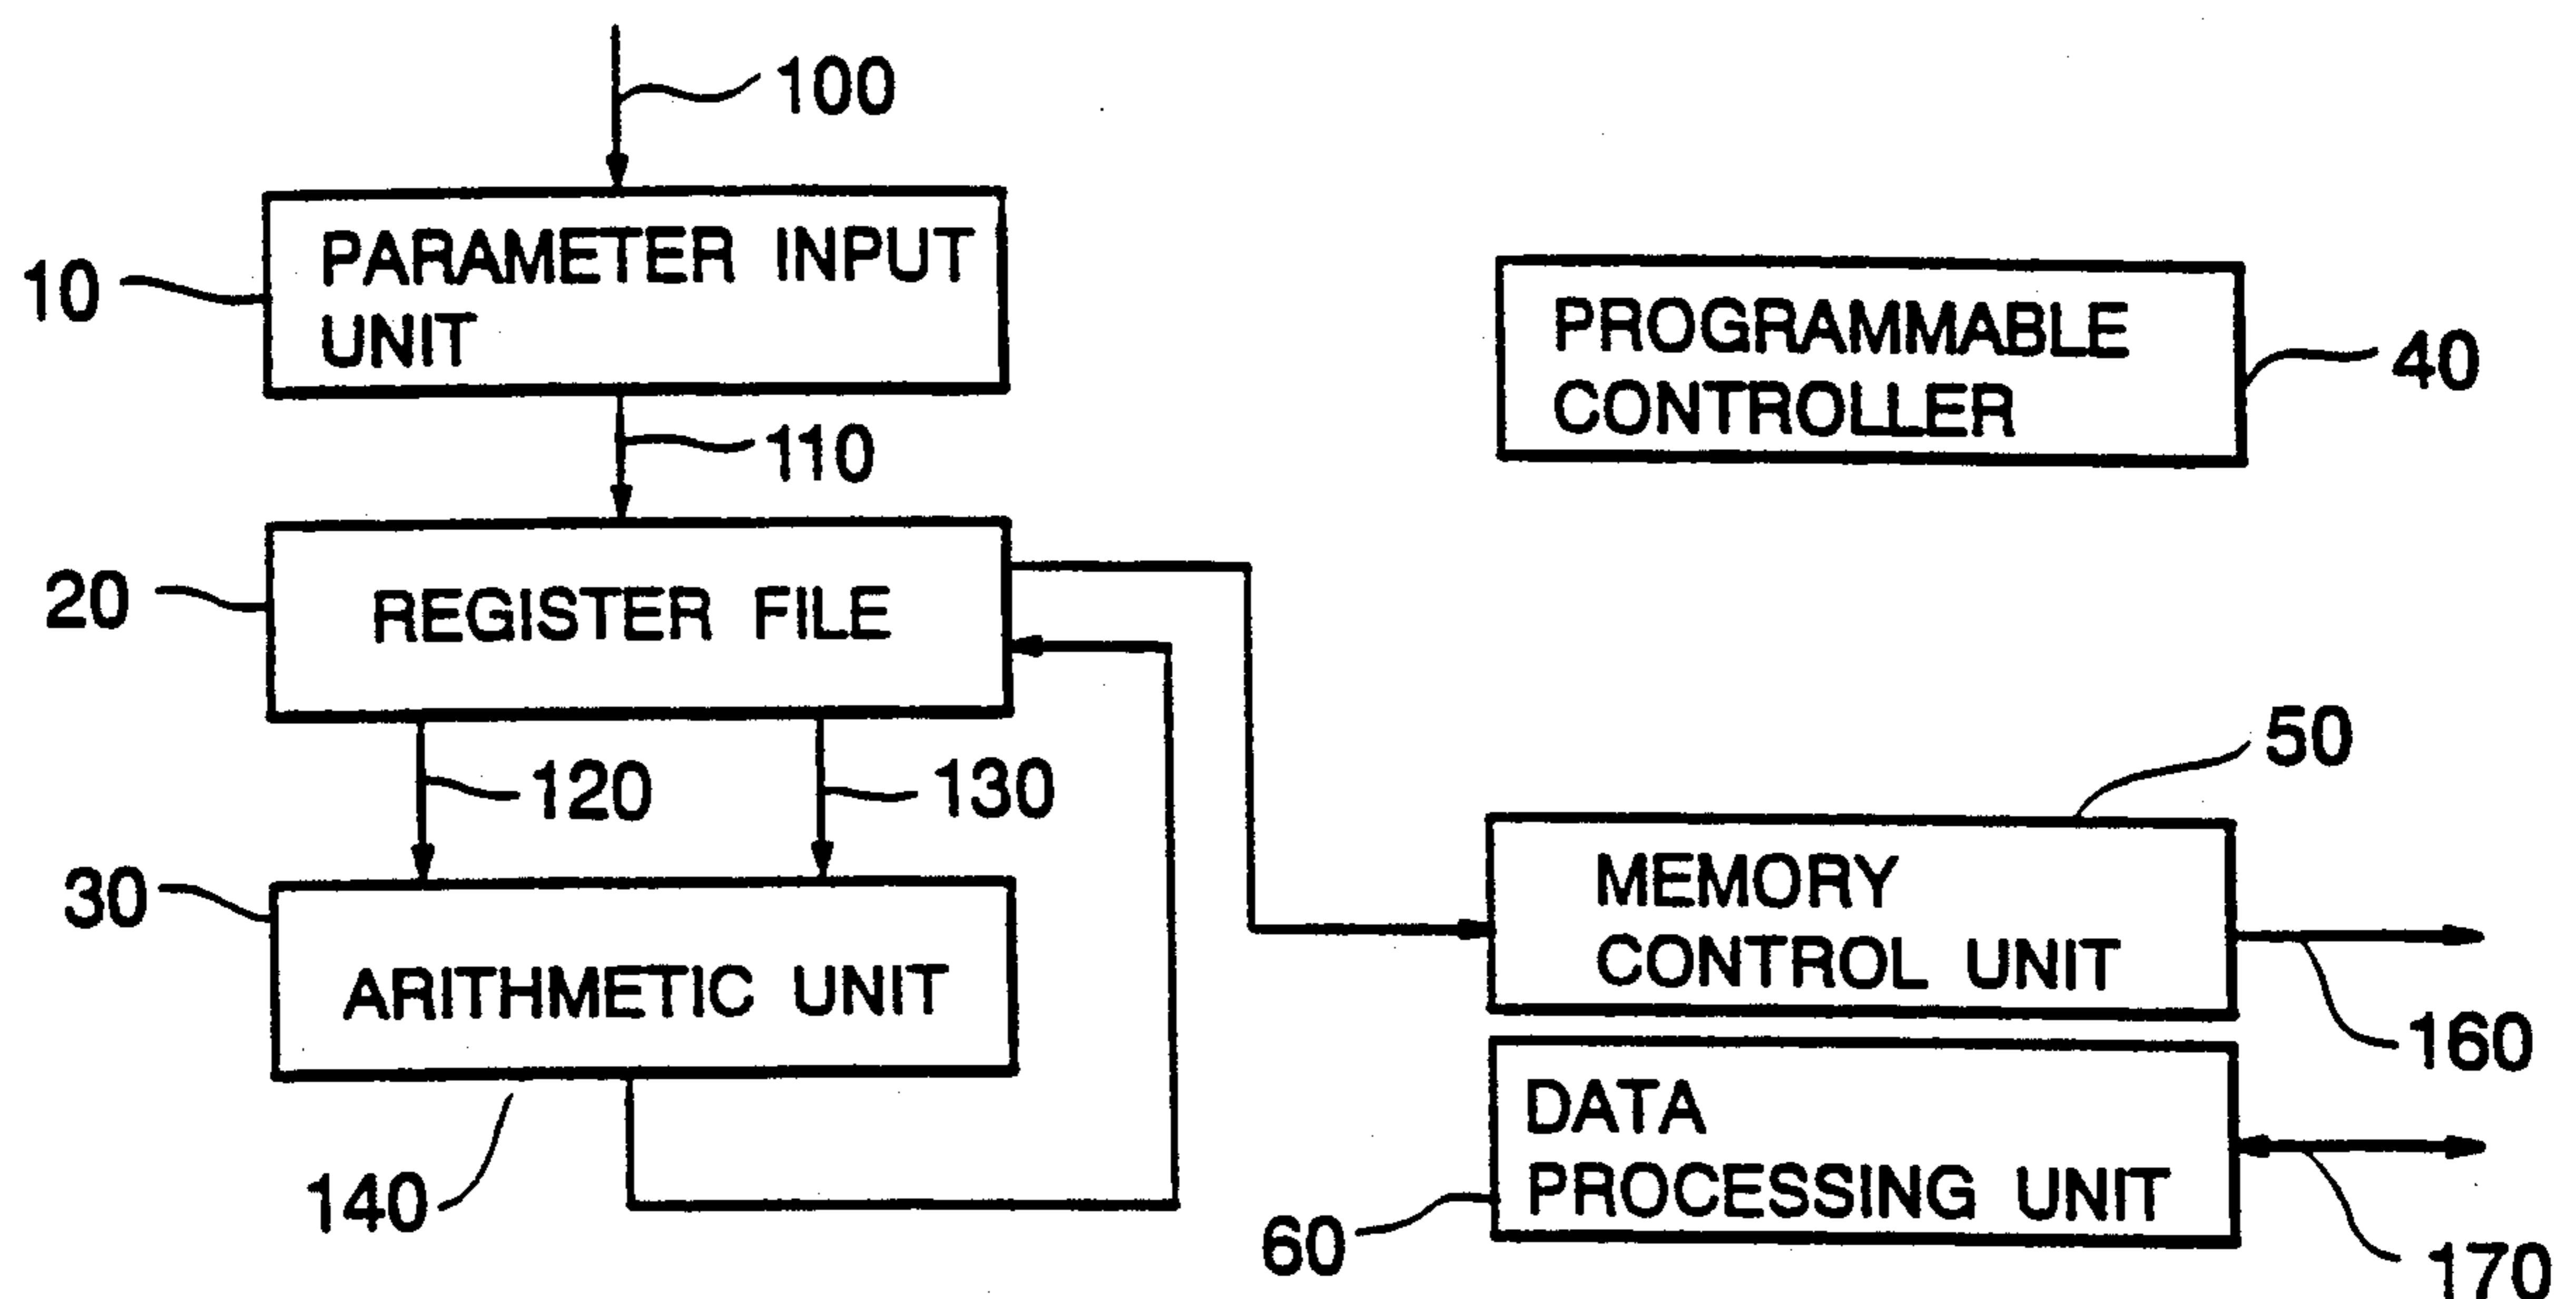 100
10
PARAMETER INPUT
UNIT
PROGRAMMABLE
CONTROLLER
40
110
20
REGISTER FILE
120
130
50
30
ARITHMETIC UNIT
MEMORY
CONTROL UNIT
160
140
DATA
PROCESSING UNIT
60
170